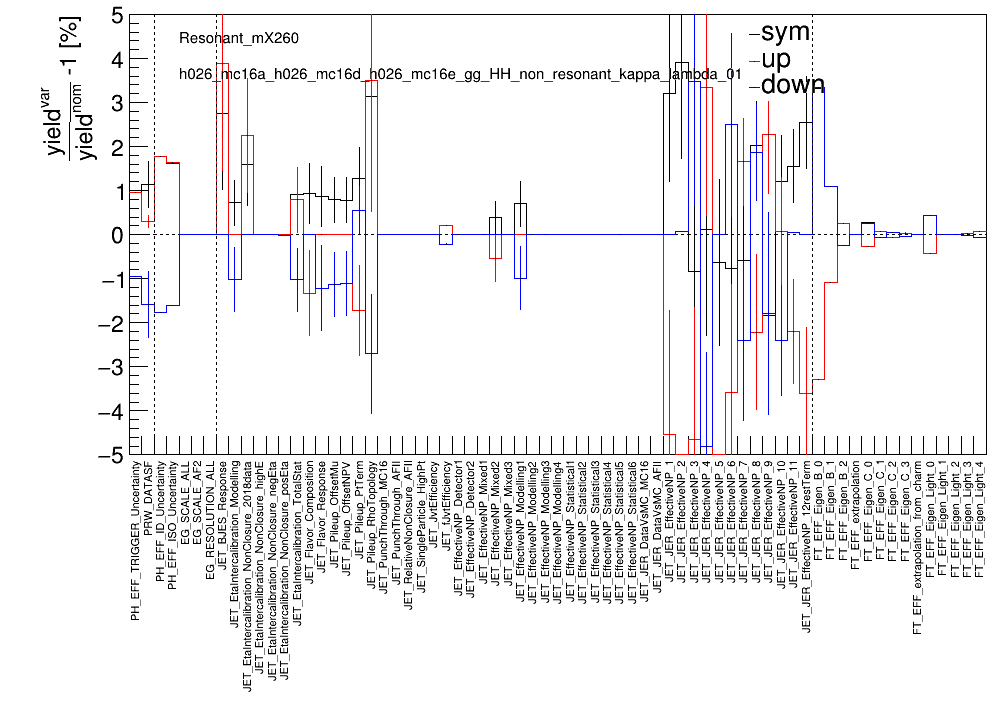 yield^var / yield^nom -1 [%]
5
4
3
2
1
0
−1
−2
−3
−4
−5
Resonant_mX260
h026_mc16a_h026_mc16d_h026_mc16e_gg_HH_non_resonant_kappa_lambda_01
sym
up
down
PH_EFF_TRIGGER_Uncertainty
PRW_DATASF
PH_EFF_ID_Uncertainty
PH_EFF_ISO_Uncertainty
EG_SCALE_ALL
EG_SCALE_AF2
EG_RESOLUTION_ALL
JET_BJES_Response
JET_EtaIntercalibration_Modelling
JET_EtaIntercalibration_NonClosure_2018data
JET_EtaIntercalibration_NonClosure_highE
JET_EtaIntercalibration_NonClosure_negEta
JET_EtaIntercalibration_NonClosure_posEta
JET_EtaIntercalibration_TotalStat
JET_Flavor_Composition
JET_Flavor_Response
JET_Pileup_OffsetMu
JET_Pileup_OffsetNPV
JET_Pileup_PtTerm
JET_Pileup_RhoTopology
JET_PunchThrough_MC16
JET_PunchThrough_AFII
JET_RelativeNonClosure_AFII
JET_SingleParticle_HighPt
JET_JvtEfficiency
JET_fJvtEfficiency
JET_EffectiveNP_Detector1
JET_EffectiveNP_Detector2
JET_EffectiveNP_Mixed1
JET_EffectiveNP_Mixed2
JET_EffectiveNP_Mixed3
JET_EffectiveNP_Modelling1
JET_EffectiveNP_Modelling2
JET_EffectiveNP_Modelling3
JET_EffectiveNP_Modelling4
JET_EffectiveNP_Statistical1
JET_EffectiveNP_Statistical2
JET_EffectiveNP_Statistical3
JET_EffectiveNP_Statistical4
JET_EffectiveNP_Statistical5
JET_EffectiveNP_Statistical6
JET_JER_DataVsMC_MC16
JET_JER_DataVsMC_AFII
JET_JER_EffectiveNP_1
JET_JER_EffectiveNP_2
JET_JER_EffectiveNP_3
JET_JER_EffectiveNP_4
JET_JER_EffectiveNP_5
JET_JER_EffectiveNP_6
JET_JER_EffectiveNP_7
JET_JER_EffectiveNP_8
JET_JER_EffectiveNP_9
JET_JER_EffectiveNP_10
JET_JER_EffectiveNP_11
JET_JER_EffectiveNP_12restTerm
FT_EFF_Eigen_B_0
FT_EFF_Eigen_B_1
FT_EFF_Eigen_B_2
FT_EFF_extrapolation
FT_EFF_Eigen_C_0
FT_EFF_Eigen_C_1
FT_EFF_Eigen_C_2
FT_EFF_Eigen_C_3
FT_EFF_extrapolation_from_charm
FT_EFF_Eigen_Light_0
FT_EFF_Eigen_Light_1
FT_EFF_Eigen_Light_2
FT_EFF_Eigen_Light_3
FT_EFF_Eigen_Light_4